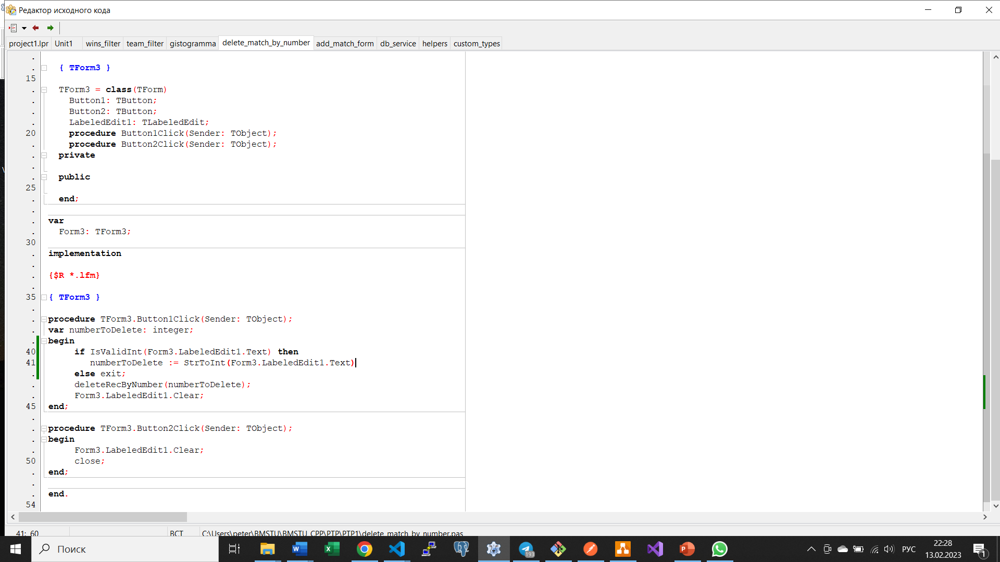 Редактор исходного кода
project1.lpr Unit1 wins_filter team_filter gistogramma delete_match_by_number add_match_form db_service helpers custom_types
.
. { TForm3 }
15
. TForm3 = class(TForm)
. Button1: TButton;
. Button2: TButton;
. LabeledEdit1: TLabeledEdit;
20 procedure Button1Click(Sender: TObject);
. procedure Button2Click(Sender: TObject);
. private
.
. public
25
. end;
.
. var
. Form3: TForm3;
30
. implementation
.
. {$R *.lfm}
.
35 { TForm3 }
.
. procedure TForm3.Button1Click(Sender: TObject);
. var numberToDelete: integer;
. begin
40 if IsValidInt(Form3.LabeledEdit1.Text) then
41 numberToDelete := StrToInt(Form3.LabeledEdit1.Text)
. else exit;
. deleteRecByNumber(numberToDelete);
. Form3.LabeledEdit1.Clear;
45 end;
.
. procedure TForm3.Button2Click(Sender: TObject);
. begin
. Form3.LabeledEdit1.Clear;
50 close;
. end;
.
. end.
54
41: 60 ВСТ C:\Users\peter\BMSTU\BMSTU_CPP\PTP\PTP1\delete_match_by_number.pas
Поиск
193
РУС
22:28
13.02.2023
1